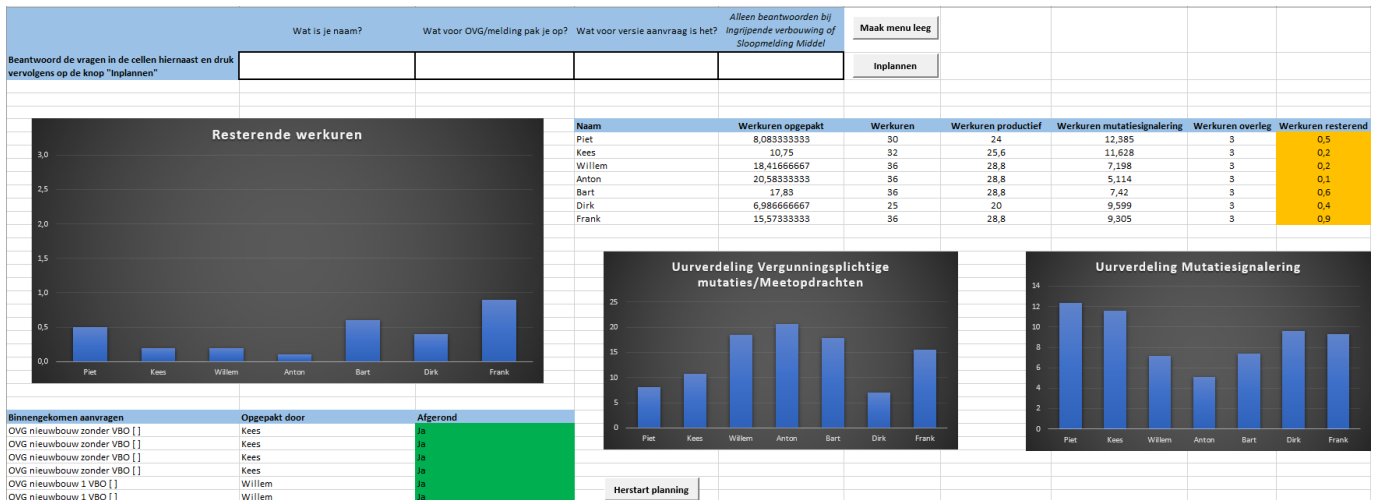 Wat is je naam?
Wat voor OVG/melding pak je op?
Wat voor versie aanvraag is het?
Alleen beantwoorden bij
Ingrijpende verbouwing of
Sloopmelding Middel
Maak menu leeg
Beantwoord de vragen in de cellen hiernaast en druk
vervolgens op de knop "Inplannen"
Inplannen
Resterende werkuren
3,0
2,5
2,0
1,5
1,0
0,5
0,0
Piet Kees Willem Anton Bart Dirk Frank
Naam Werkuren opgepakt Werkuren Werkuren productief Werkuren mutatiesignalering Werkuren overleg Werkuren resterend
Piet 8,083333333 30 24 12,385 3 0,5
Kees 10,75 32 25,6 11,628 3 0,2
Willem 18,41666667 36 28,8 7,198 3 0,2
Anton 20,58333333 36 28,8 5,114 3 0,1
Bart 17,83 36 28,8 7,42 3 0,6
Dirk 6,986666667 25 20 9,599 3 0,4
Frank 15,57333333 36 28,8 9,305 3 0,9
Uurverdeling Vergunningsplichtige
mutaties/Meetopdrachten
25
20
15
10
5
0
Piet Kees Willem Anton Bart Dirk Frank
Uurverdeling Mutatiesignalering
14
12
10
8
6
4
2
0
Piet Kees Willem Anton Bart Dirk Frank
Binnengekomen aanvragen Opgepakt door Afgerond
OVG nieuwbouw zonder VBO [ ] Kees Ja
OVG nieuwbouw zonder VBO [ ] Kees Ja
OVG nieuwbouw zonder VBO [ ] Kees Ja
OVG nieuwbouw zonder VBO [ ] Kees Ja
OVG nieuwbouw 1 VBO [ ] Willem Ja
OVG nieuwbouw 1 VBO [ ] Willem Ja
Herstart planning